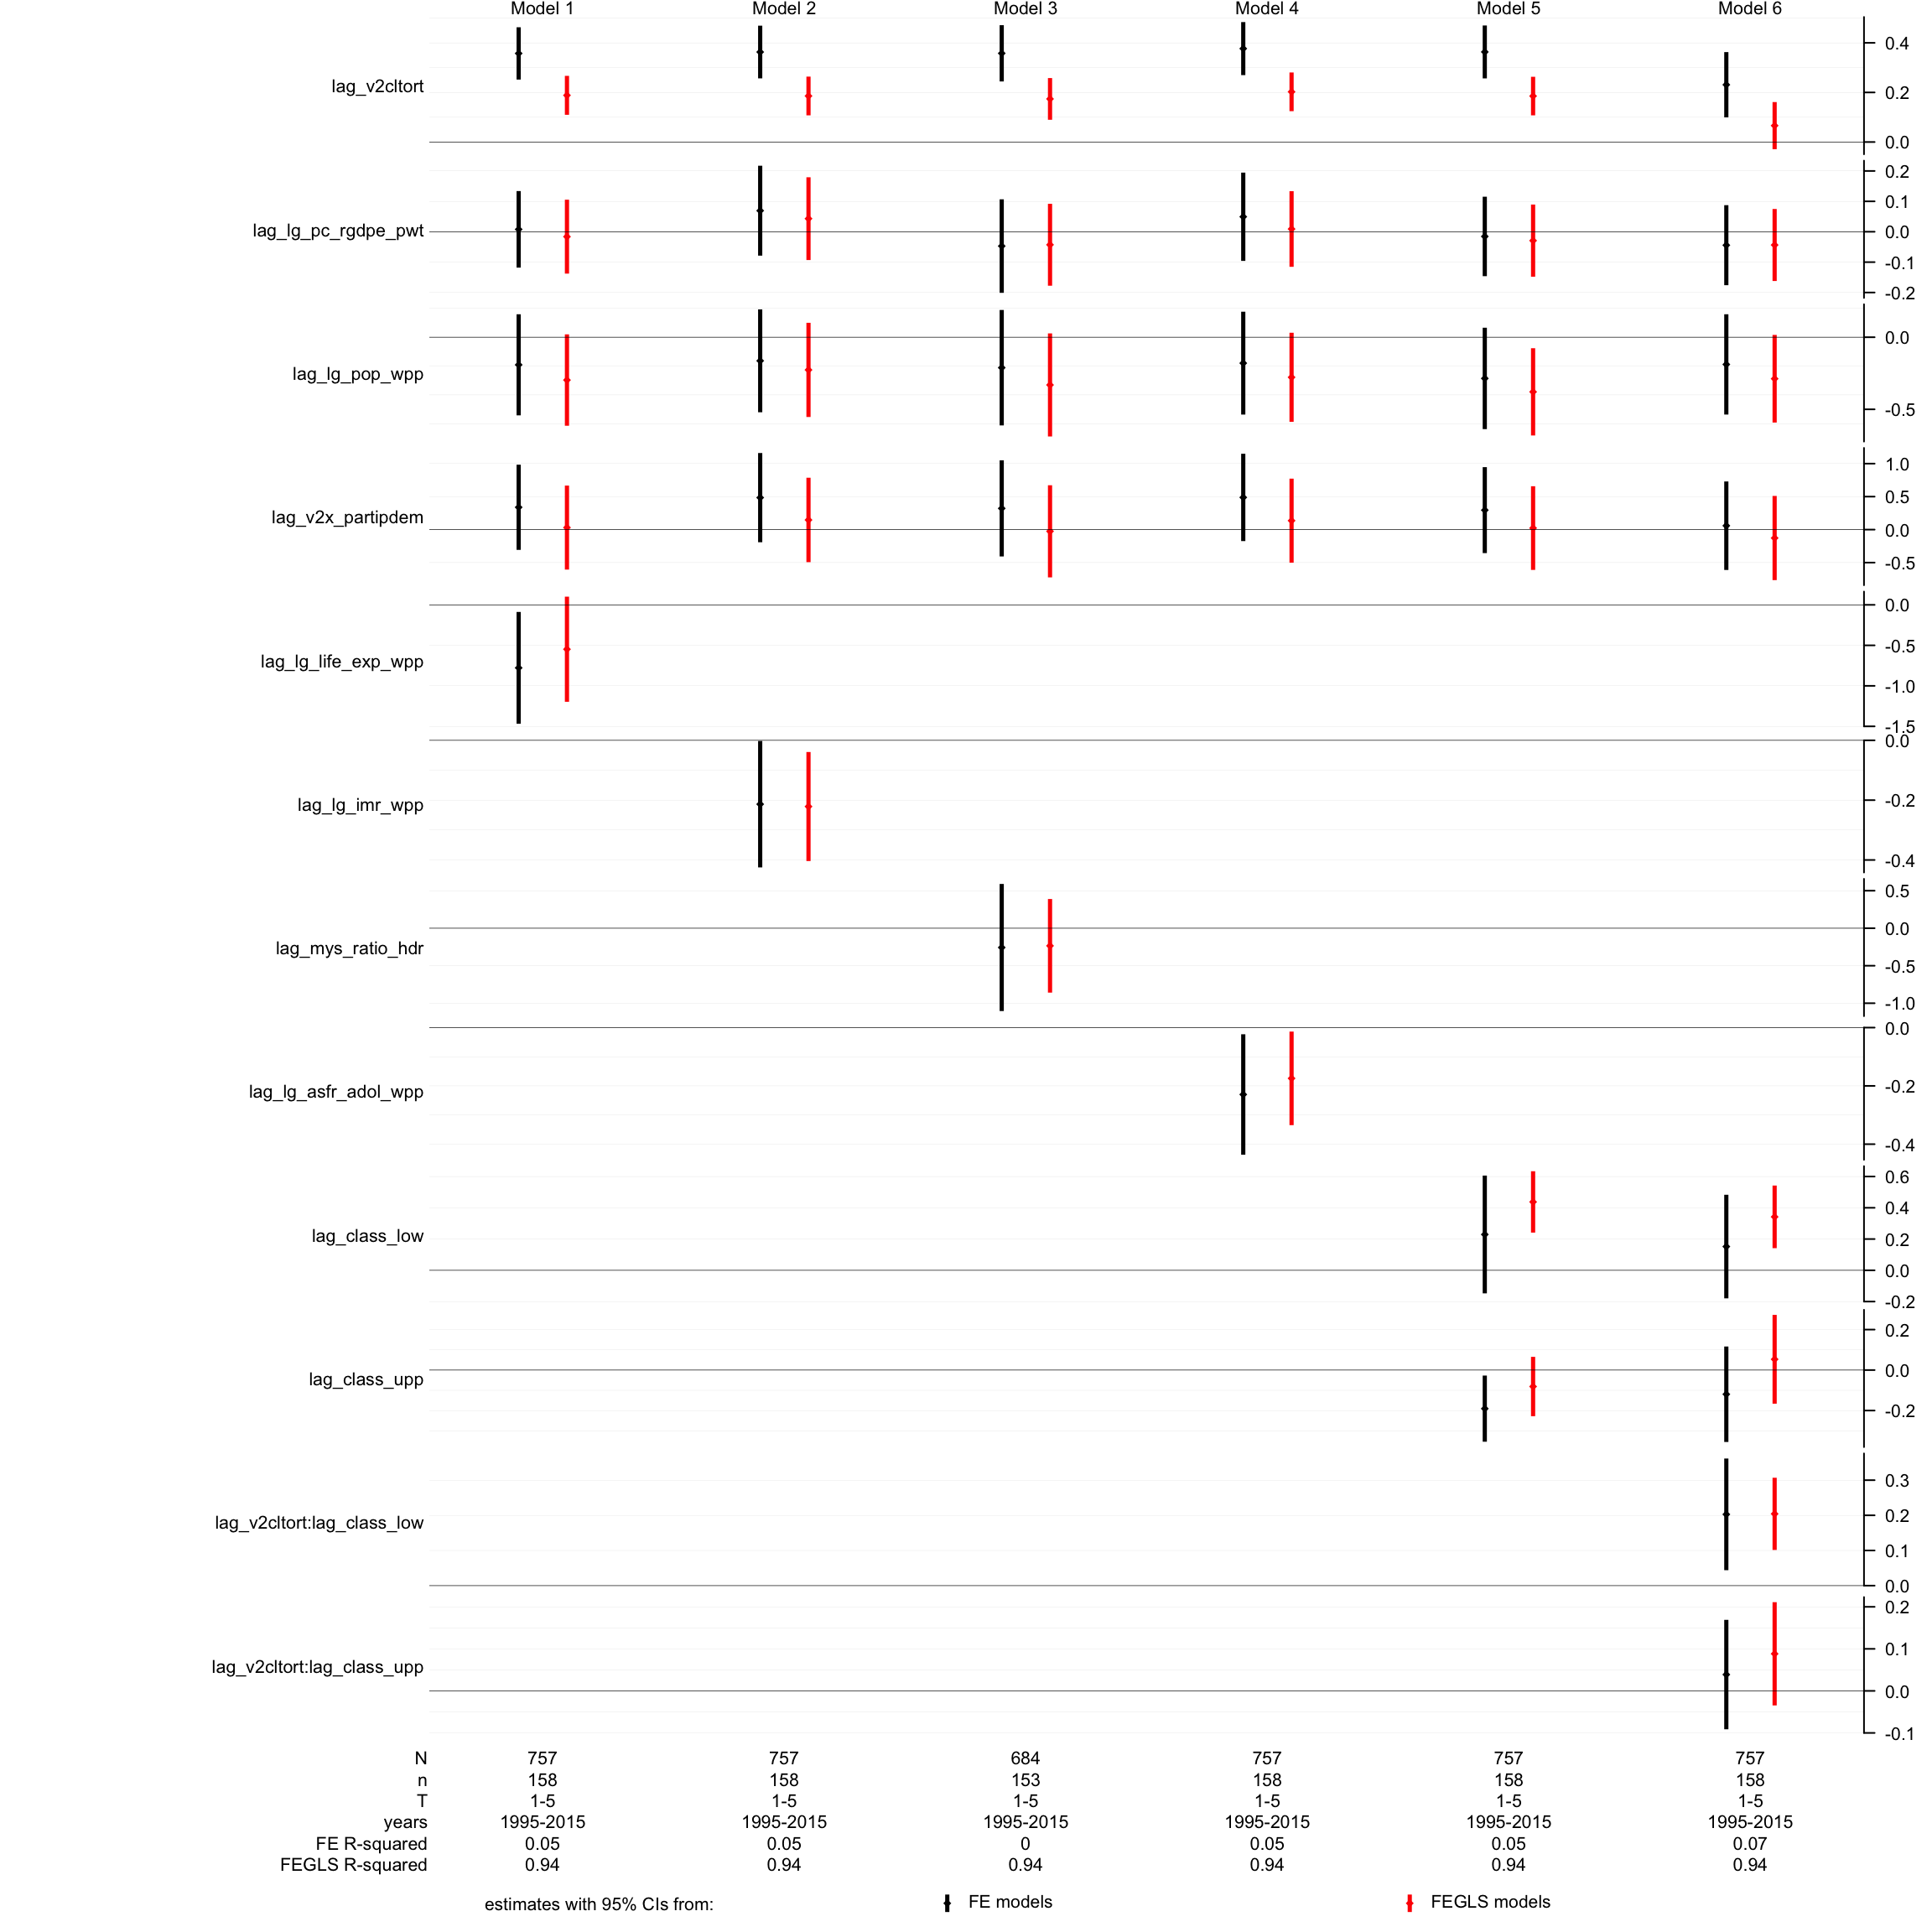 Model 1 Model 2 Model 3 Model 4 Model 5 Model 6
lag_v2cltort
0.4
0.2
0.0
lag_lg_pc_rgdpe_pwt
0.2
0.1
0.0
-0.1
-0.2
lag_lg_pop_wpp
0.0
-0.5
lag_v2x_partipdem
1.0
0.5
0.0
-0.5
lag_lg_life_exp_wpp
0.0
-0.5
-1.0
-1.5
lag_lg_imr_wpp
0.0
-0.2
-0.4
lag_mys_ratio_hdr
0.5
0.0
-0.5
-1.0
lag_lg_asfr_adol_wpp
0.0
-0.2
-0.4
lag_class_low
0.6
0.4
0.2
0.0
-0.2
lag_class_upp
0.2
0.0
-0.2
lag_v2cltort:lag_class_low
0.3
0.2
0.1
0.0
lag_v2cltort:lag_class_upp
0.2
0.1
0.0
-0.1
N 757 757 684 757 757 757
n 158 158 153 158 158 158
T 1-5 1-5 1-5 1-5 1-5 1-5
years 1995-2015 1995-2015 1995-2015 1995-2015 1995-2015 1995-2015
FE R-squared 0.05 0.05 0 0.05 0.05 0.07
FEGLS R-squared 0.94 0.94 0.94 0.94 0.94 0.94
estimates with 95% CIs from: FE models FEGLS models